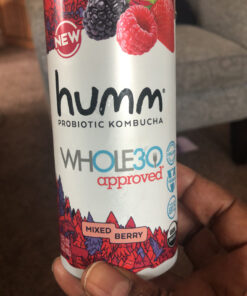 NEW
humm®
PROBIOTIC KOMBUCHA
WHOLE30
approved
MIXED BERRY